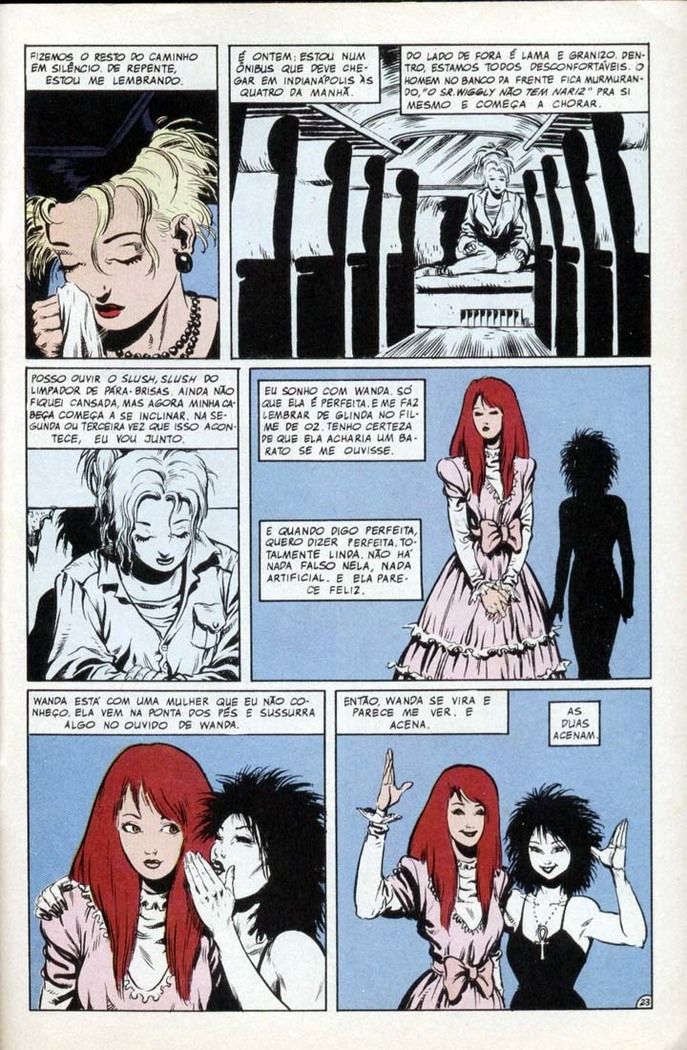 FIZEMOS O RESTO DO CAMINHO
EM SILÊNCIO. DE REPENTE,
ESTOU ME LEMBRANDO.
É ONTEM: ESTOU NUM
ÔNIBUS QUE DEVE CHE-
GAR EM INDIANÁPOLIS ÀS
QUATRO DA MANHÃ.
DO LADO DE FORA É LAMA E GRANIZO. DEN-
TRO, ESTAMOS TODOS DESCONFORTÁVEIS. O
HOMEM NO BANCO DA FRENTE FICA MURMURAN-
DO, "O SR. WIGGLY NÃO TEM NARIZ" PRA SI
MESMO E COMEÇA A CHORAR.
POSSO OUVIR O SLUSH, SLUSH DO
LIMPADOR DE PÁRA-BRISAS. AINDA NÃO
FIQUEI CANSADA, MAS AGORA MINHA CA-
BEÇA COMEÇA A SE INCLINAR. NA SE-
GUNDA OU TERCEIRA VEZ QUE ISSO ACON-
TECE, EU VOU JUNTO.
EU SONHO COM WANDA. SÓ
QUE ELA É PERFEITA. E ME FAZ
LEMBRAR DE GLINDA NO FIL-
ME DE OZ. TENHO CERTEZA
DE QUE ELA ACHARIA UM BA-
RATO SE ME OUVISSE.
E QUANDO DIGO PERFEITA,
QUERO DIZER PERFEITA. TO-
TALMENTE LINDA. NÃO HÁ
NADA FALSO NELA, NADA
ARTIFICIAL. E ELA PARE-
CE FELIZ.
WANDA ESTÁ COM UMA MULHER QUE EU NÃO CO-
NHEÇO. ELA VEM NA PONTA DOS PÉS E SUSSURRA
ALGO NO OUVIDO DE WANDA.
ENTÃO, WANDA SE VIRA E
PARECE ME VER. E
ACENA.
AS
DUAS
ACENAM.
23